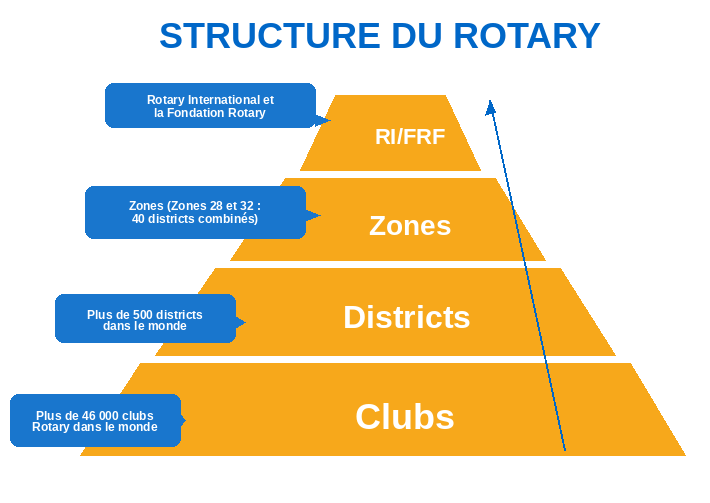 STRUCTURE DU ROTARY
Rotary International et
la Fondation Rotary
RI/FRF
Zones (Zones 28 et 32 :
40 districts combinés)
Zones
Plus de 500 districts
dans le monde
Districts
Plus de 46 000 clubs
Rotary dans le monde
Clubs